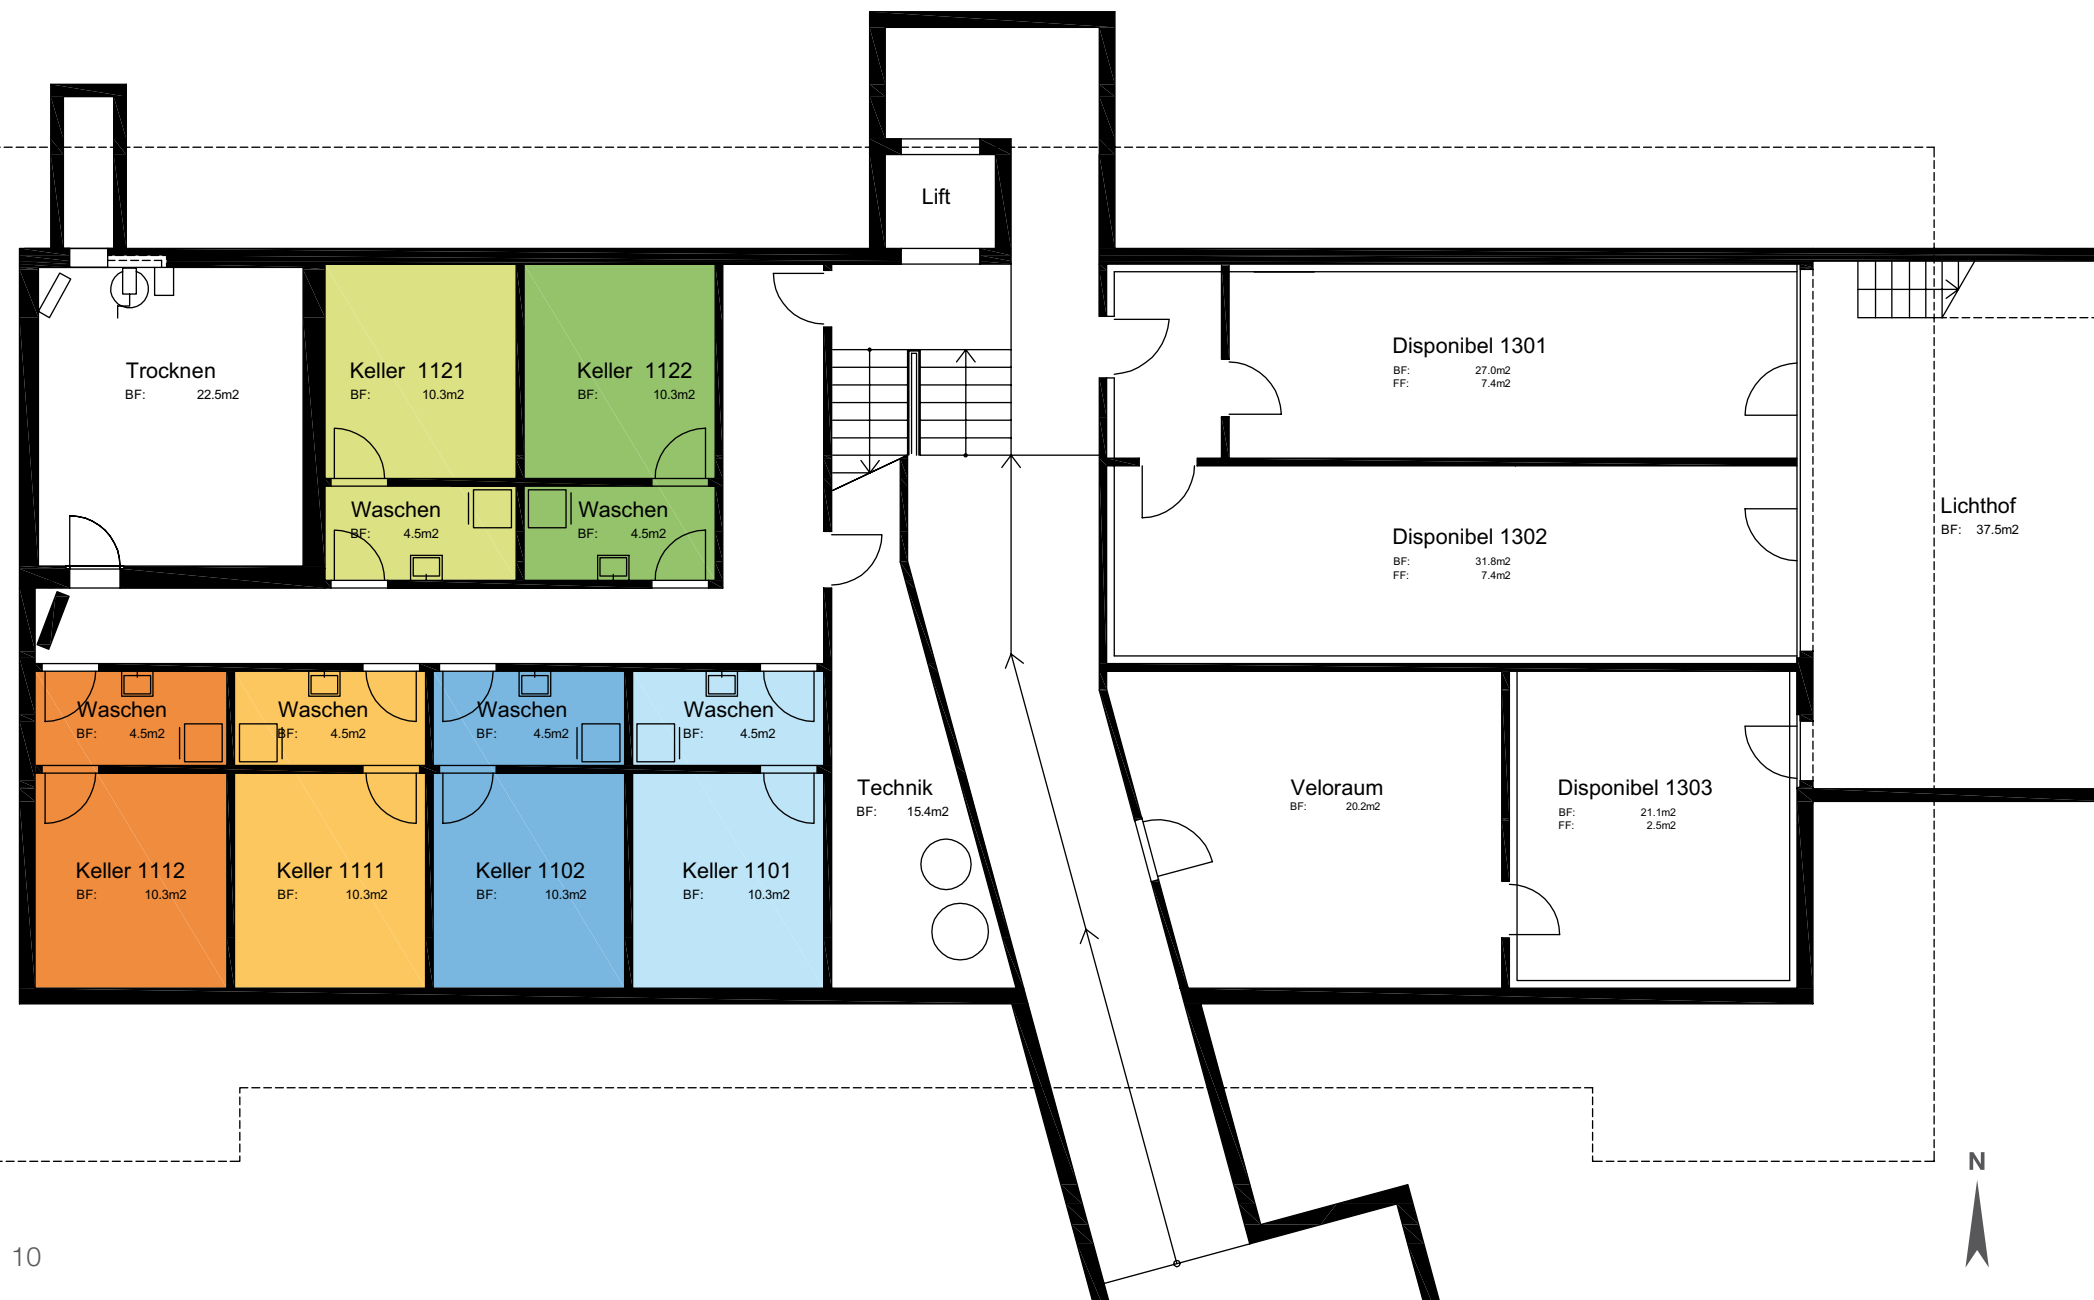 Lift
Trocknen
BF: 22.5m2
Keller 1121
BF: 10.3m2
Keller 1122
BF: 10.3m2
Waschen
BF: 4.5m2
Waschen
BF: 4.5m2
Disponibel 1301
BF: 27.0m2
FF: 7.4m2
Disponibel 1302
BF: 31.8m2
FF: 7.4m2
Lichthof
BF: 37.5m2
Waschen
BF: 4.5m2
Waschen
BF: 4.5m2
Waschen
BF: 4.5m2
Waschen
BF: 4.5m2
Keller 1112
BF: 10.3m2
Keller 1111
BF: 10.3m2
Keller 1102
BF: 10.3m2
Keller 1101
BF: 10.3m2
Technik
BF: 15.4m2
Veloraum
BF: 20.2m2
Disponibel 1303
BF: 21.1m2
FF: 2.5m2
N
10